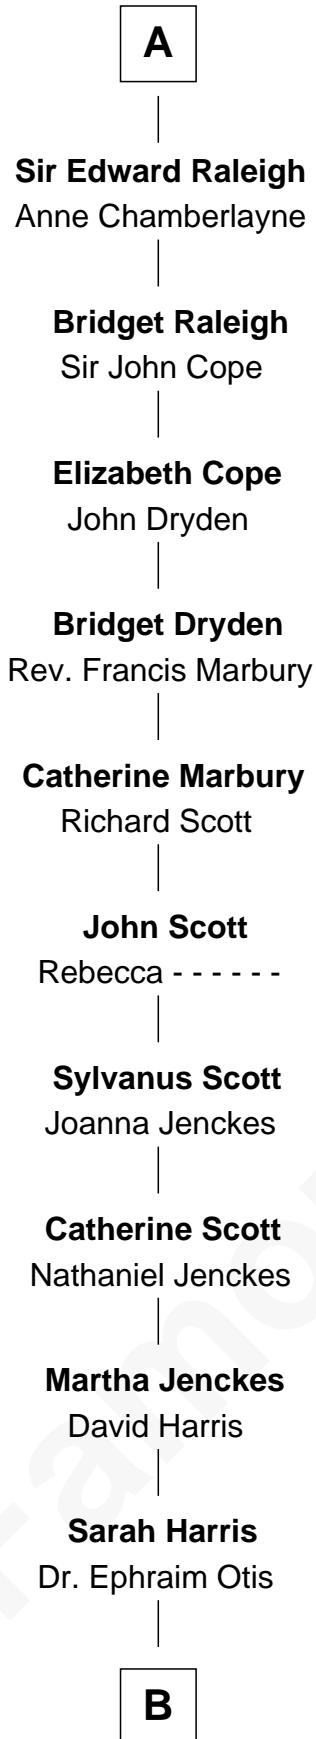 A
Sir Edward Raleigh
Anne Chamberlayne
Bridget Raleigh
Sir John Cope
Elizabeth Cope
John Dryden
Bridget Dryden
Rev. Francis Marbury
Catherine Marbury
Richard Scott
John Scott
Rebecca - - - - - -
Sylvanus Scott
Joanna Jenckes
Catherine Scott
Nathaniel Jenckes
Martha Jenckes
David Harris
Sarah Harris
Dr. Ephraim Otis
B